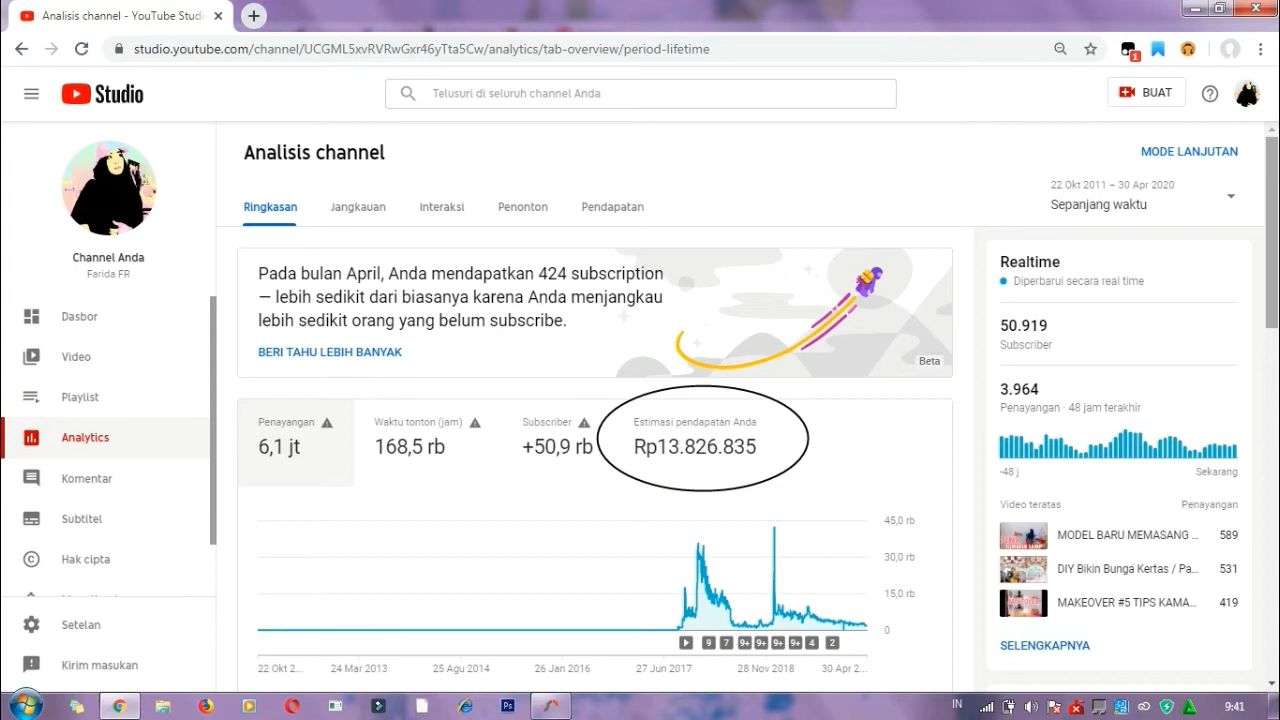 Analisis channel - YouTube Studi
studio.youtube.com/channel/UCGML5xvRVRwGxr46yTta5Cw/analytics/tab-overview/period-lifetime
1
Studio
Telusuri di seluruh channel Anda
BUAT
Channel Anda
Farida FR
Dasbor
Video
Playlist
Analytics
Komentar
Subtitel
Hak cipta
Setelan
Kirim masukan
Analisis channel
MODE LANJUTAN
Ringkasan Jangkauan Interaksi Penonton Pendapatan
22 Okt 2011 – 30 Apr 2020
Sepanjang waktu
Pada bulan April, Anda mendapatkan 424 subscription
— lebih sedikit dari biasanya karena Anda menjangkau
lebih sedikit orang yang belum subscribe.
BERI TAHU LEBIH BANYAK
Beta
Penayangan Waktu tonton (jam) Subscriber Estimasi pendapatan Anda
6,1 jt 168,5 rb +50,9 rb Rp13.826.835
45,0 rb
30,0 rb
15,0 rb
0
9 7 9+ 9+ 9+ 9+ 4 2
22 Okt 2... 24 Mar 2013 25 Agu 2014 26 Jan 2016 27 Jun 2017 28 Nov 2018 30 Apr 2...
Realtime
Diperbarui secara real time
50.919
Subscriber
3.964
Penayangan · 48 jam terakhir
-48 j Sekarang
Video teratas Penayangan
MODEL BARU MEMASANG ... 589
DIY Bikin Bunga Kertas / Pa... 531
MAKEOVER #5 TIPS KAMA... 419
SELENGKAPNYA
Ps
IN
9:41